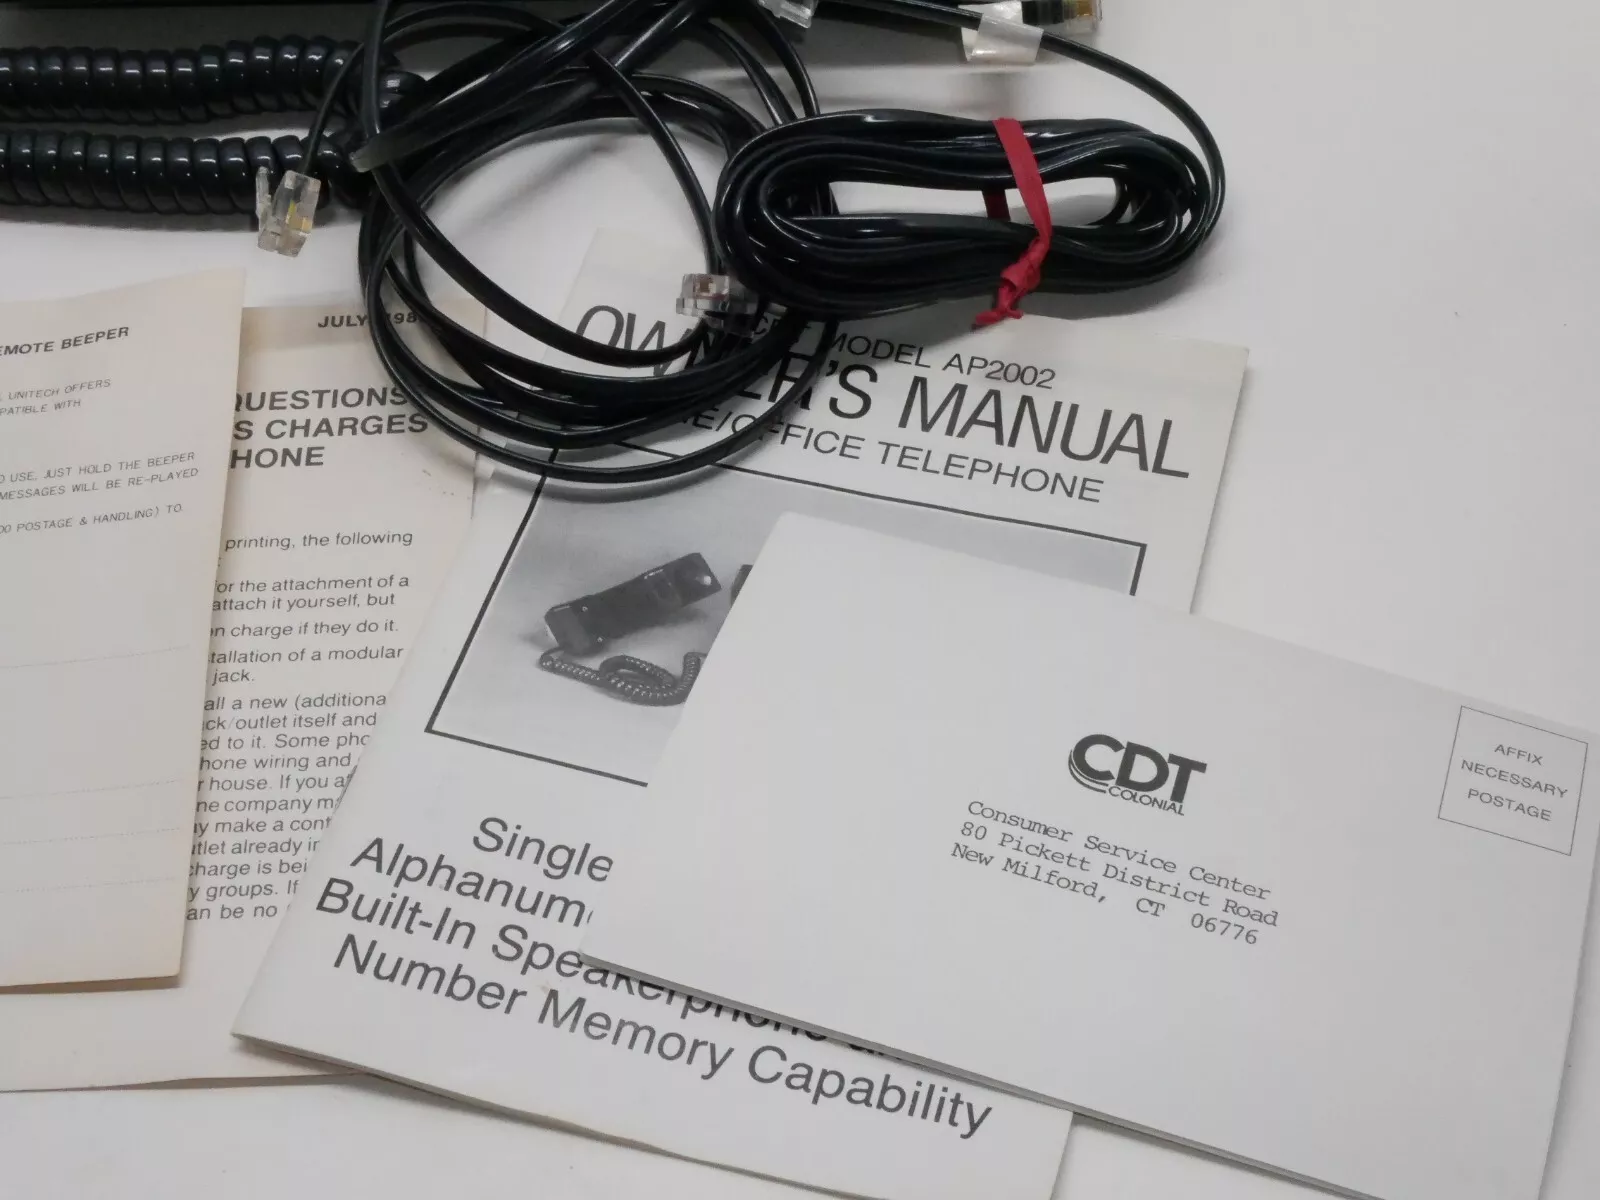 EMOTE BEEPER
, UNITECH OFFERS
PATIBLE WITH
O USE, JUST HOLD THE BEEPER
MESSAGES WILL BE RE-PLAYED
00 POSTAGE & HANDLING) TO
JULY 198
QUESTIONS
S CHARGES
HONE
printing, the following
for the attachment of a
attach it yourself, but
n charge if they do it.
tallation of a modular
jack.
all a new (additiona
ck/outlet itself and
ed to it. Some pho
hone wiring and
r house. If you a
ne company m
y make a cont
utlet already in
charge is bei
y groups. If
an be no
MODEL AP2002
OWNER'S MANUAL
E/OFFICE TELEPHONE
Single
Alphanum
Built-In Speakerphone a
Number Memory Capability
CDT
COLONIAL
Consumer Service Center
80 Pickett District Road
New Milford, CT 06776
AFFIX
NECESSARY
POSTAGE